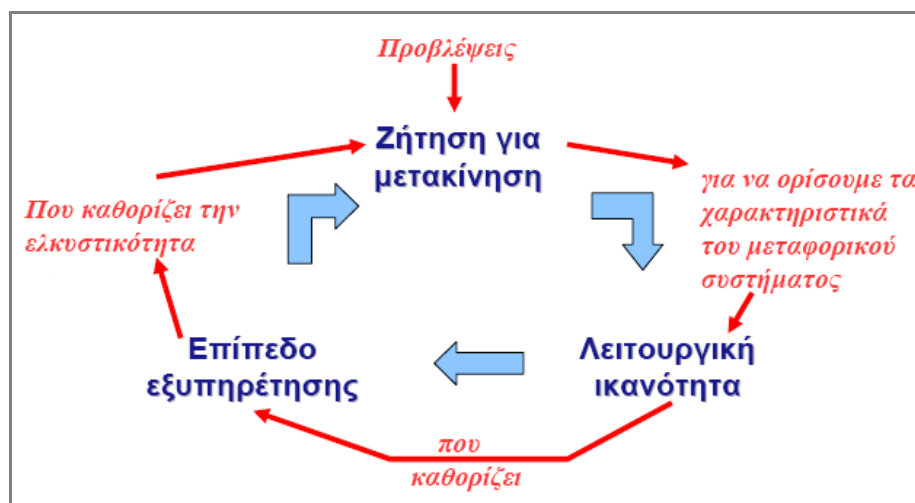 Προβλέψεις
Ζήτηση για
μετακίνηση
για να ορίσουμε τα
χαρακτηριστικά
του μεταφορικού
συστήματος
Λειτουργική
ικανότητα
που
καθορίζει
Επίπεδο
εξυπηρέτησης
Που καθορίζει την
ελκυστικότητα